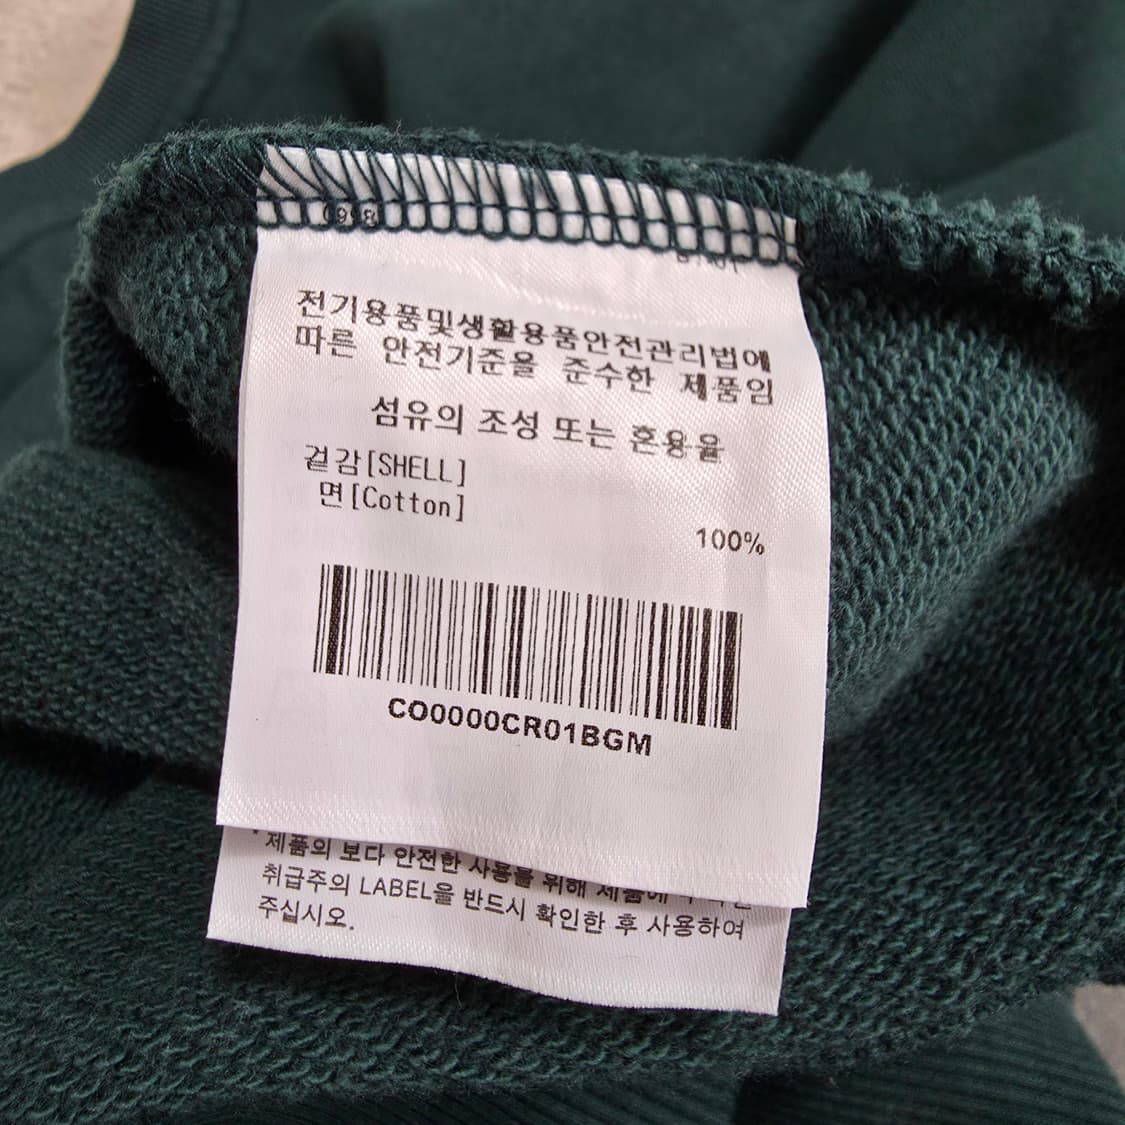 0998
전기용품및생활용품안전관리법에
따른 안전기준을 준수한 제품임
섬유의 조성 또는 혼용율
겉감[SHELL]
면[Cotton]
100%
CO0000CR01BGM
* 제품의 보다 안전한 사용을 위해 제품에
취급주의 LABEL을 반드시 확인한 후 사용하여
주십시오.